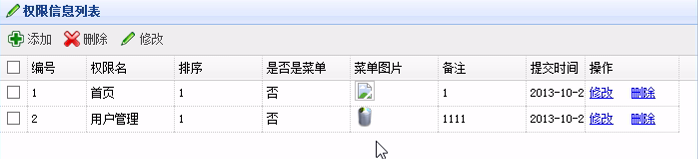 权限信息列表
添加 删除 修改
编号 权限名 排序 是否是菜单 菜单图片 备注 提交时间 操作
1 首页 1 否 1 2013-10-2 修改 删除
2 用户管理 1 否 1111 2013-10-2 修改 删除